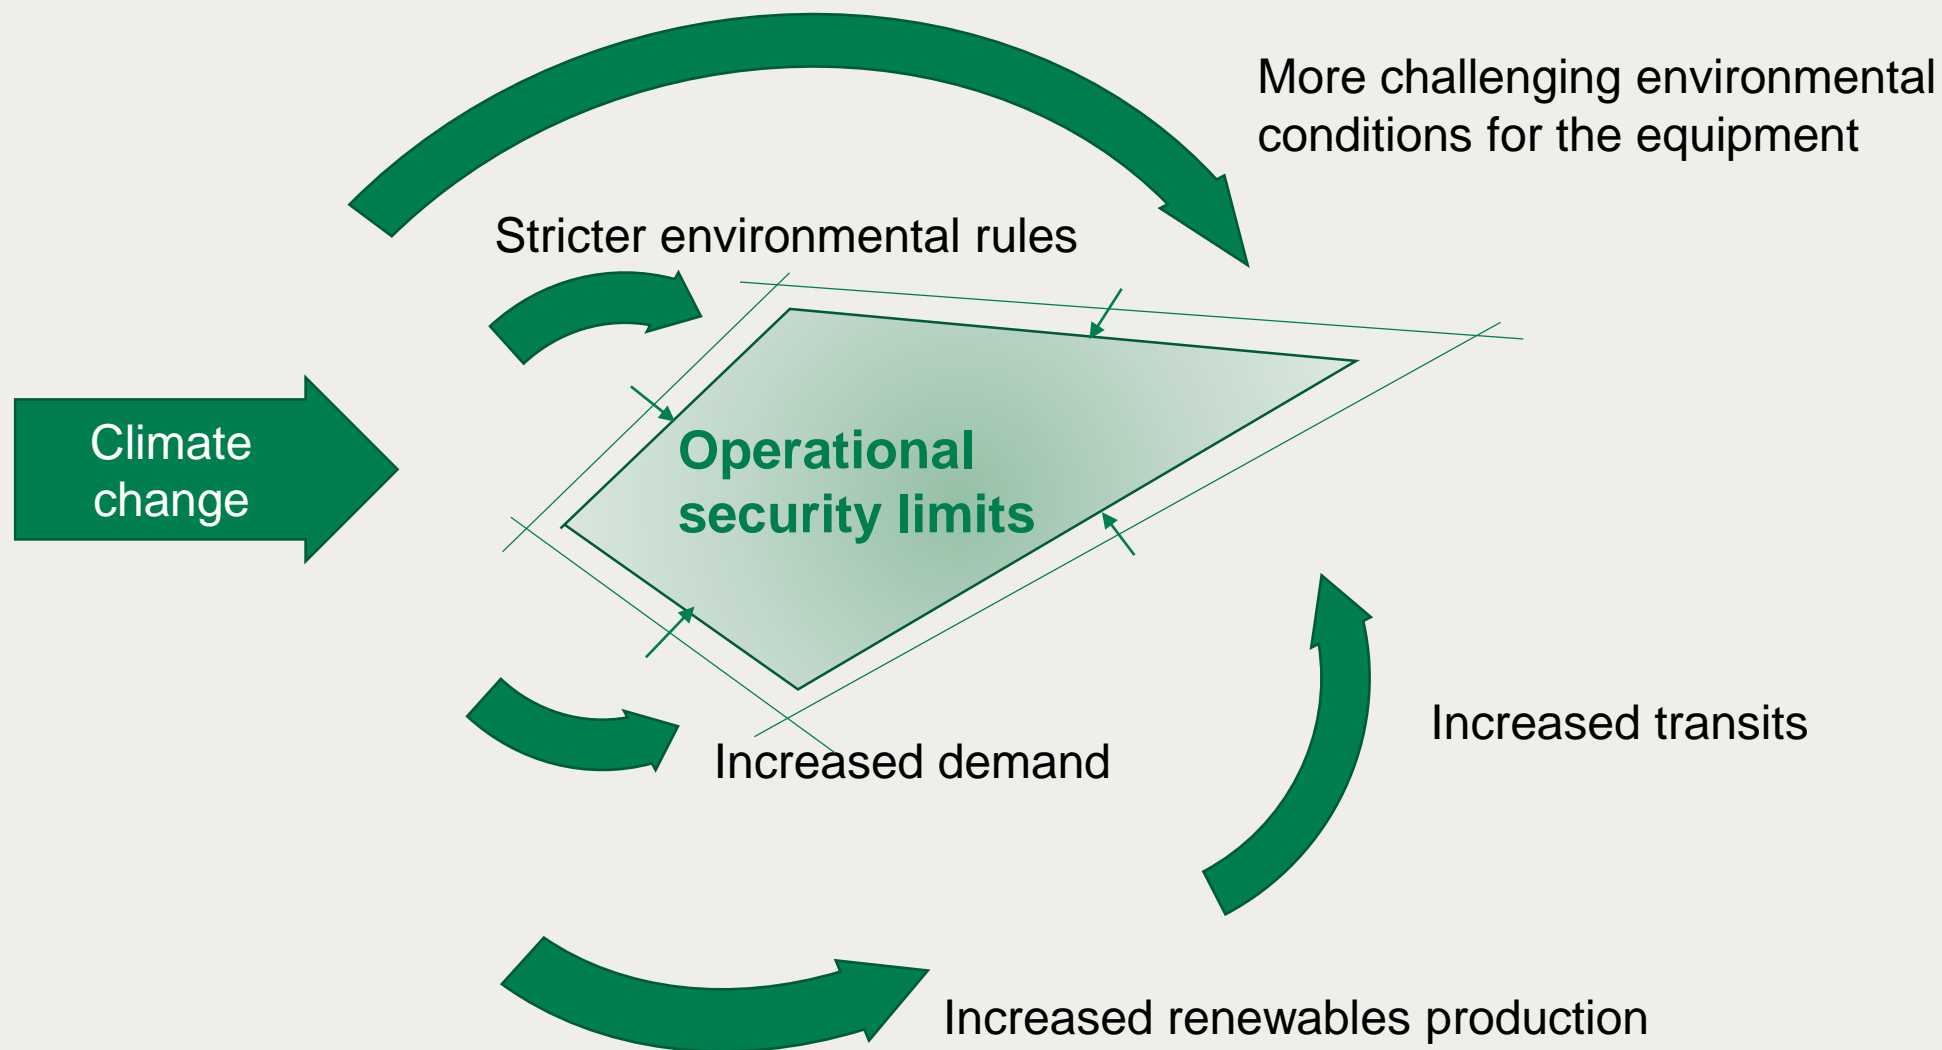 More challenging environmental
conditions for the equipment
Stricter environmental rules
Climate
change
Operational
security limits
Increased transits
Increased demand
Increased renewables production